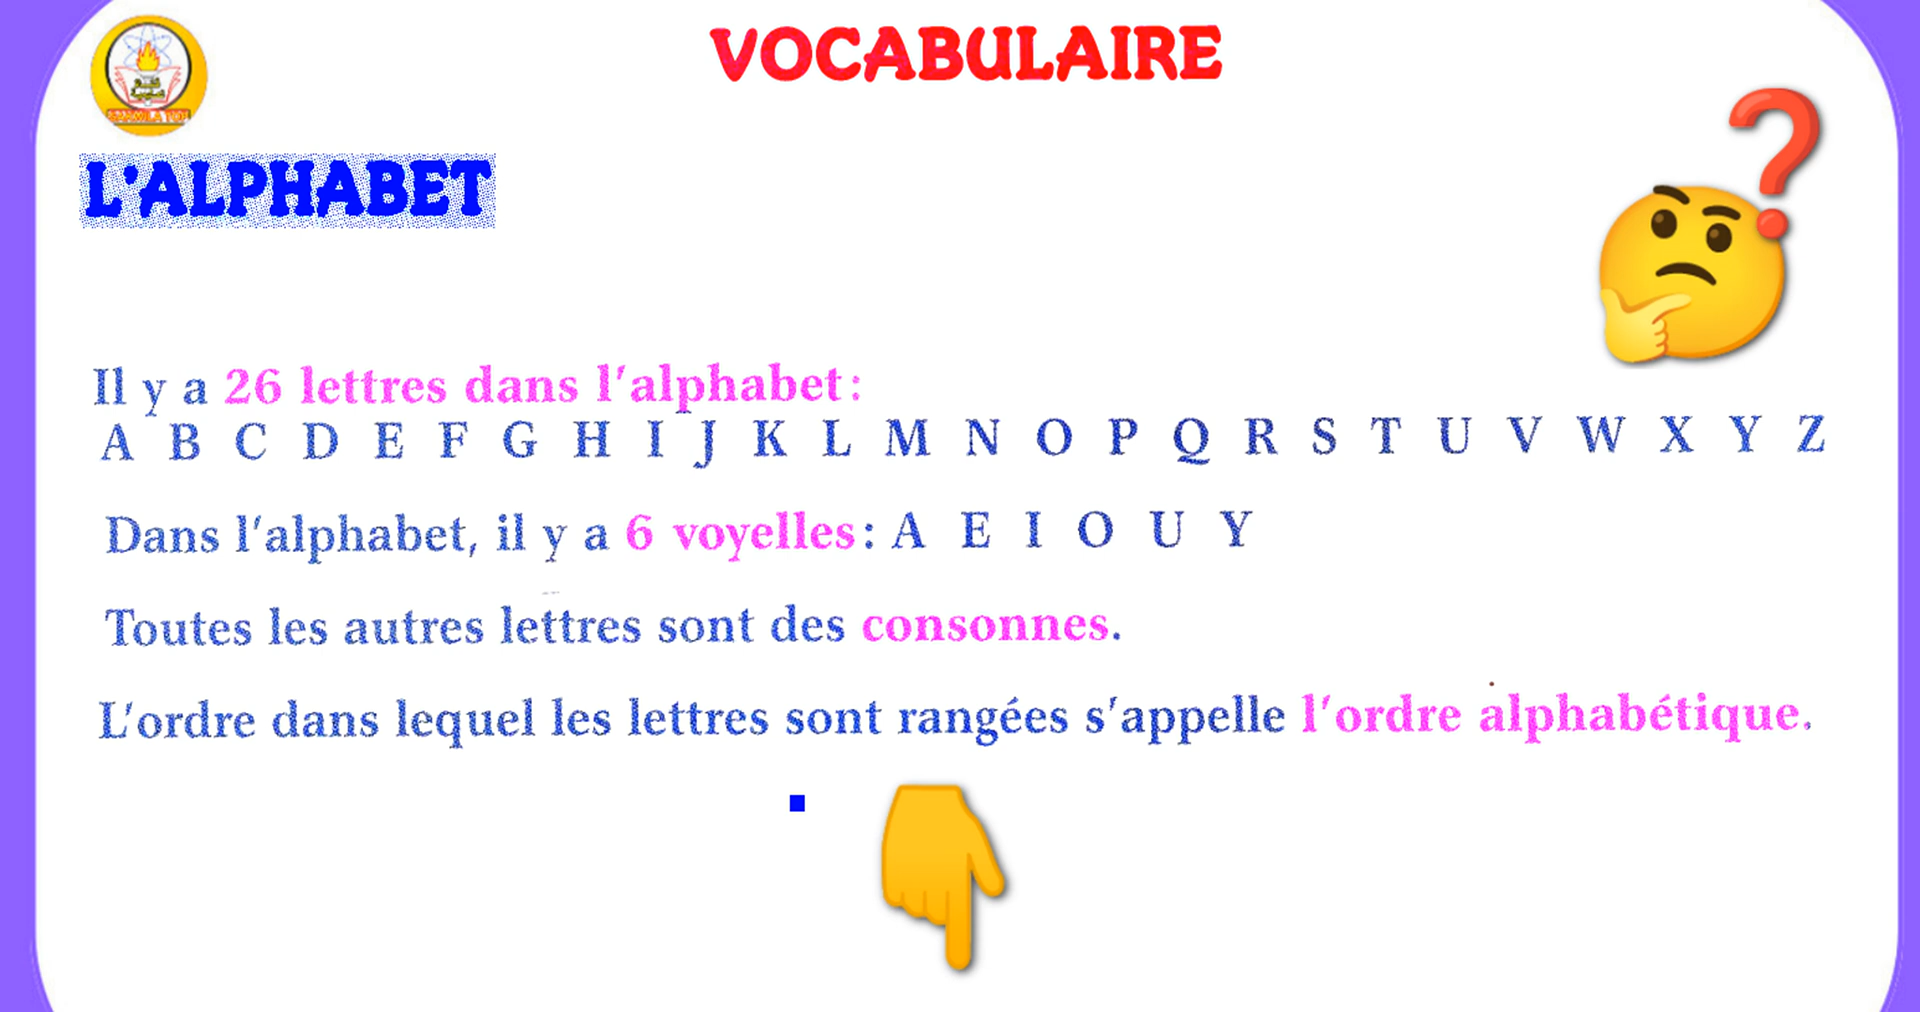 VOCABULAIRE
L'ALPHABET
Il y a 26 lettres dans l'alphabet:
A B C D E F G H I J K L M N O P Q R S T U V W X Y Z
Dans l'alphabet, il y a 6 voyelles: A E I O U Y
Toutes les autres lettres sont des consonnes.
L'ordre dans lequel les lettres sont rangées s'appelle l'ordre alphabétique.